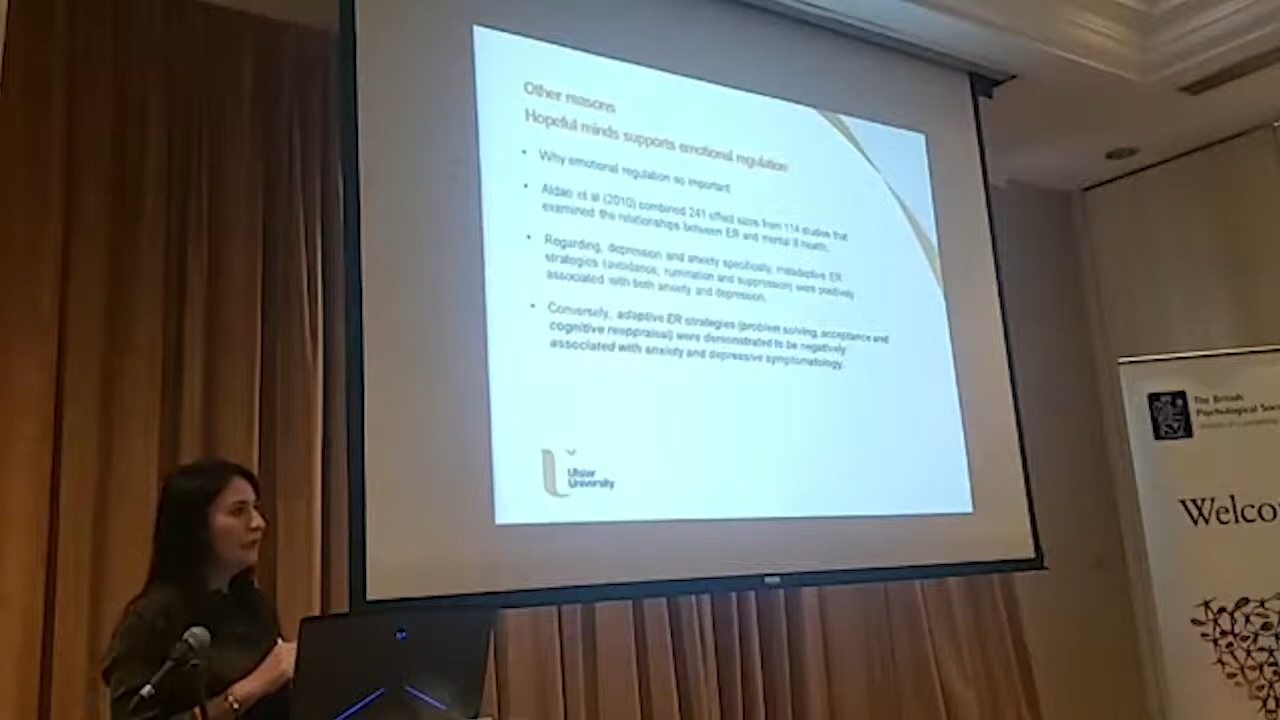 Other reasons
Hopeful minds supports emotional regulation
• Why emotional regulation so important
• Aldao et al (2010) combined 241 effect sizes from 114 studies that
examined the relationships between ER and mental ill health.
• Regarding, depression and anxiety specifically, maladaptive ER
strategies (avoidance, rumination and suppression) were positively
associated with both anxiety and depression.
• Conversely, adaptive ER strategies (problem solving, acceptance and
cognitive reappraisal) were demonstrated to be negatively
associated with anxiety and depressive symptomatology.
Ulster
University
The British
Psychological Soci
Welco